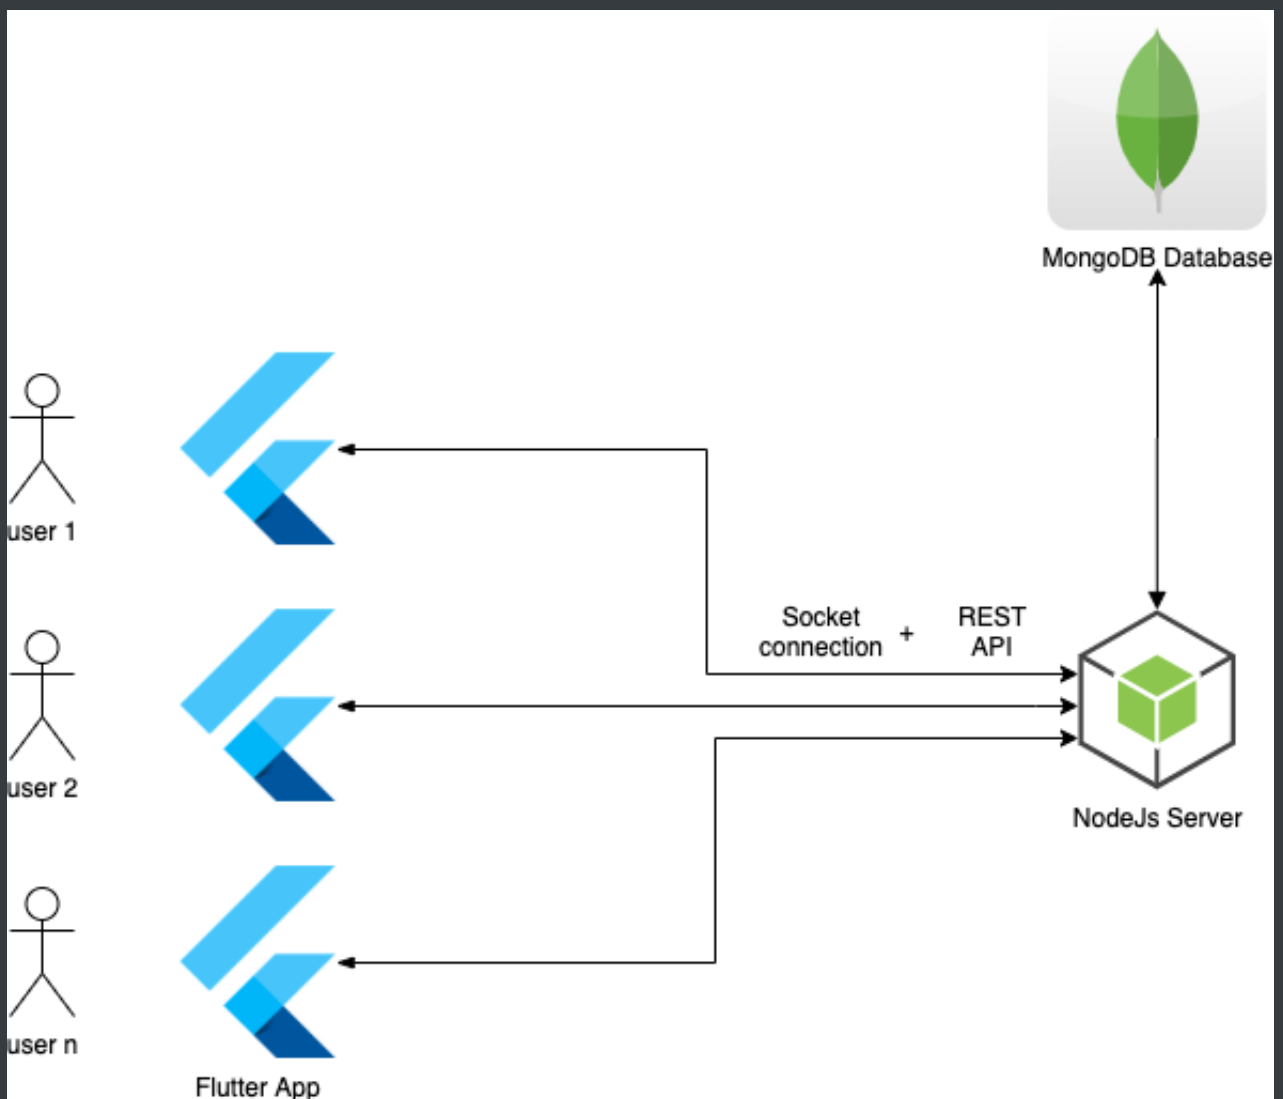 MongoDB Database
user 1
Socket
connection
+
REST
API
user 2
NodeJs Server
user n
Flutter App